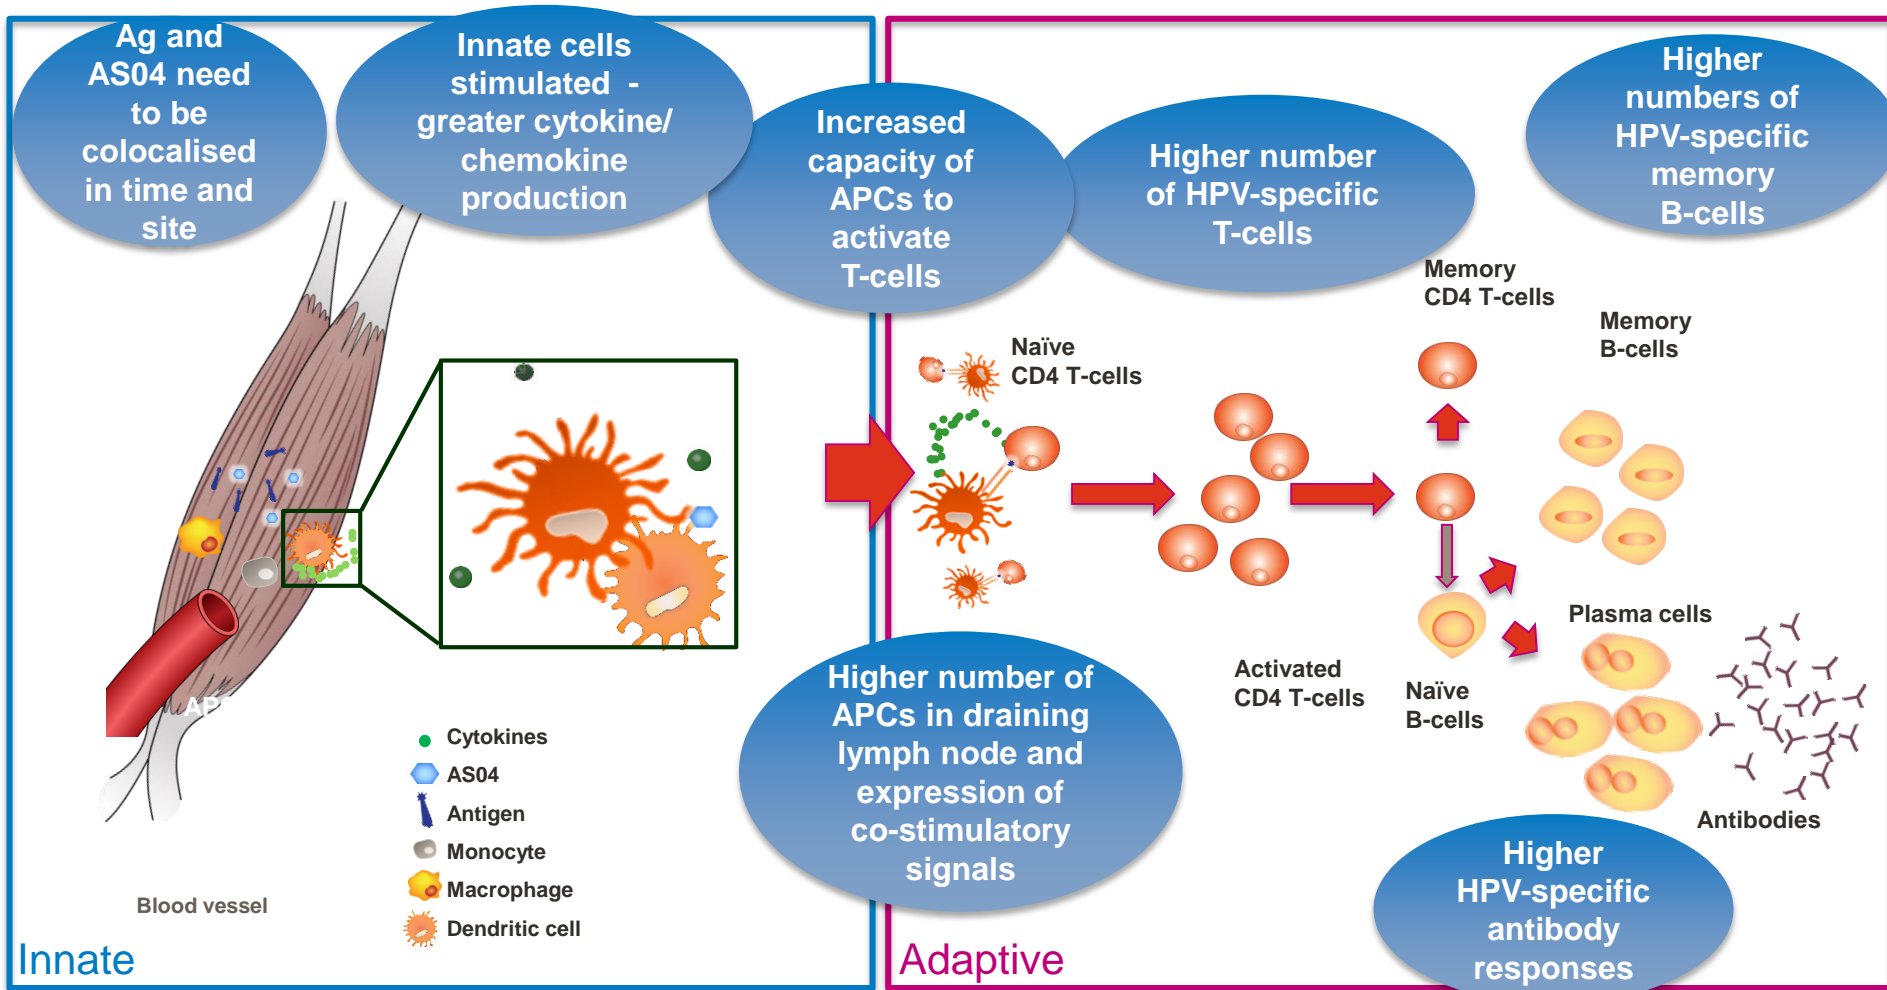 Ag and
AS04 need
to be
colocalised
in time and
site
Innate cells
stimulated -
greater cytokine/
chemokine
production
Increased
capacity of
APCs to
activate
T-cells
Higher number
of HPV-specific
T-cells
Higher
numbers of
HPV-specific
memory
B-cells
Memory
CD4 T-cells
Memory
B-cells
Naïve
CD4 T-cells
Plasma cells
Activated
CD4 T-cells
Naïve
B-cells
Antibodies
Higher number of
APCs in draining
lymph node and
expression of
co-stimulatory
signals
Higher
HPV-specific
antibody
responses
Cytokines
AS04
Antigen
Monocyte
Macrophage
Dendritic cell
Blood vessel
Innate
Adaptive